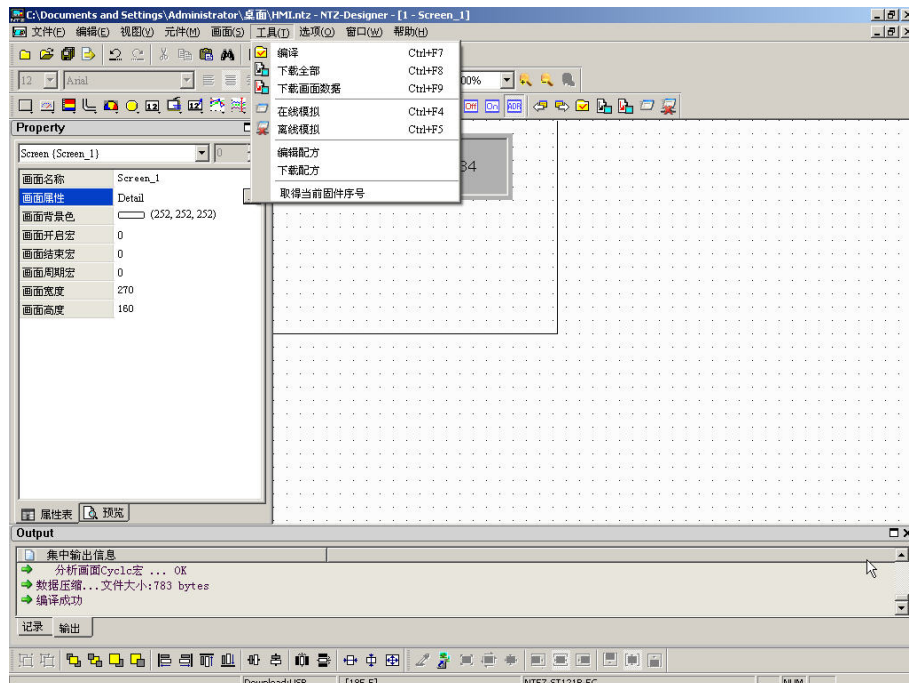 C:\Documents and Settings\Administrator\桌面\HMI.ntz - NTZ-Designer - [1 - Screen_1]
文件(F) 编辑(E) 视图(V) 元件(M) 画面(S) 工具(T) 选项(O) 窗口(W) 帮助(H)
编译 Ctrl+F7
下载全部 Ctrl+F8
下载画面数据 Ctrl+F9
在线模拟 Ctrl+F4
离线模拟 Ctrl+F5
编辑配方
下载配方
取得当前固件序号
12 Arial
00%
Off On ADR
34
Property
Screen {Screen_1} 0
画面名称 Screen_1
画面属性 Detail
画面背景色 (252, 252, 252)
画面开启宏 0
画面结束宏 0
画面周期宏 0
画面宽度 270
画面高度 160
属性表 预览
Output
集中输出信息
分析画面Cyclc宏 ... OK
数据压缩...文件大小:783 bytes
编译成功
记录 输出
Download:USB NUM